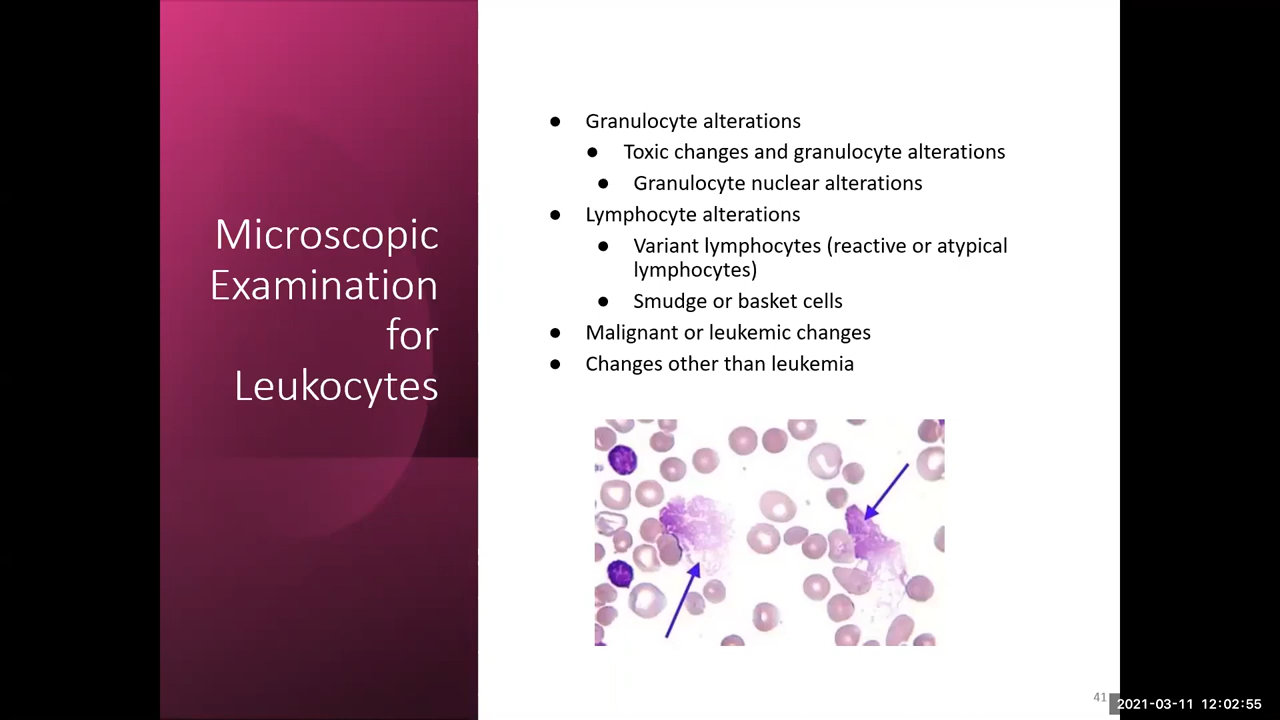 Microscopic
Examination
for
Leukocytes
● Granulocyte alterations
● Toxic changes and granulocyte alterations
● Granulocyte nuclear alterations
● Lymphocyte alterations
● Variant lymphocytes (reactive or atypical
lymphocytes)
● Smudge or basket cells
● Malignant or leukemic changes
● Changes other than leukemia
41
2021-03-11 12:02:55